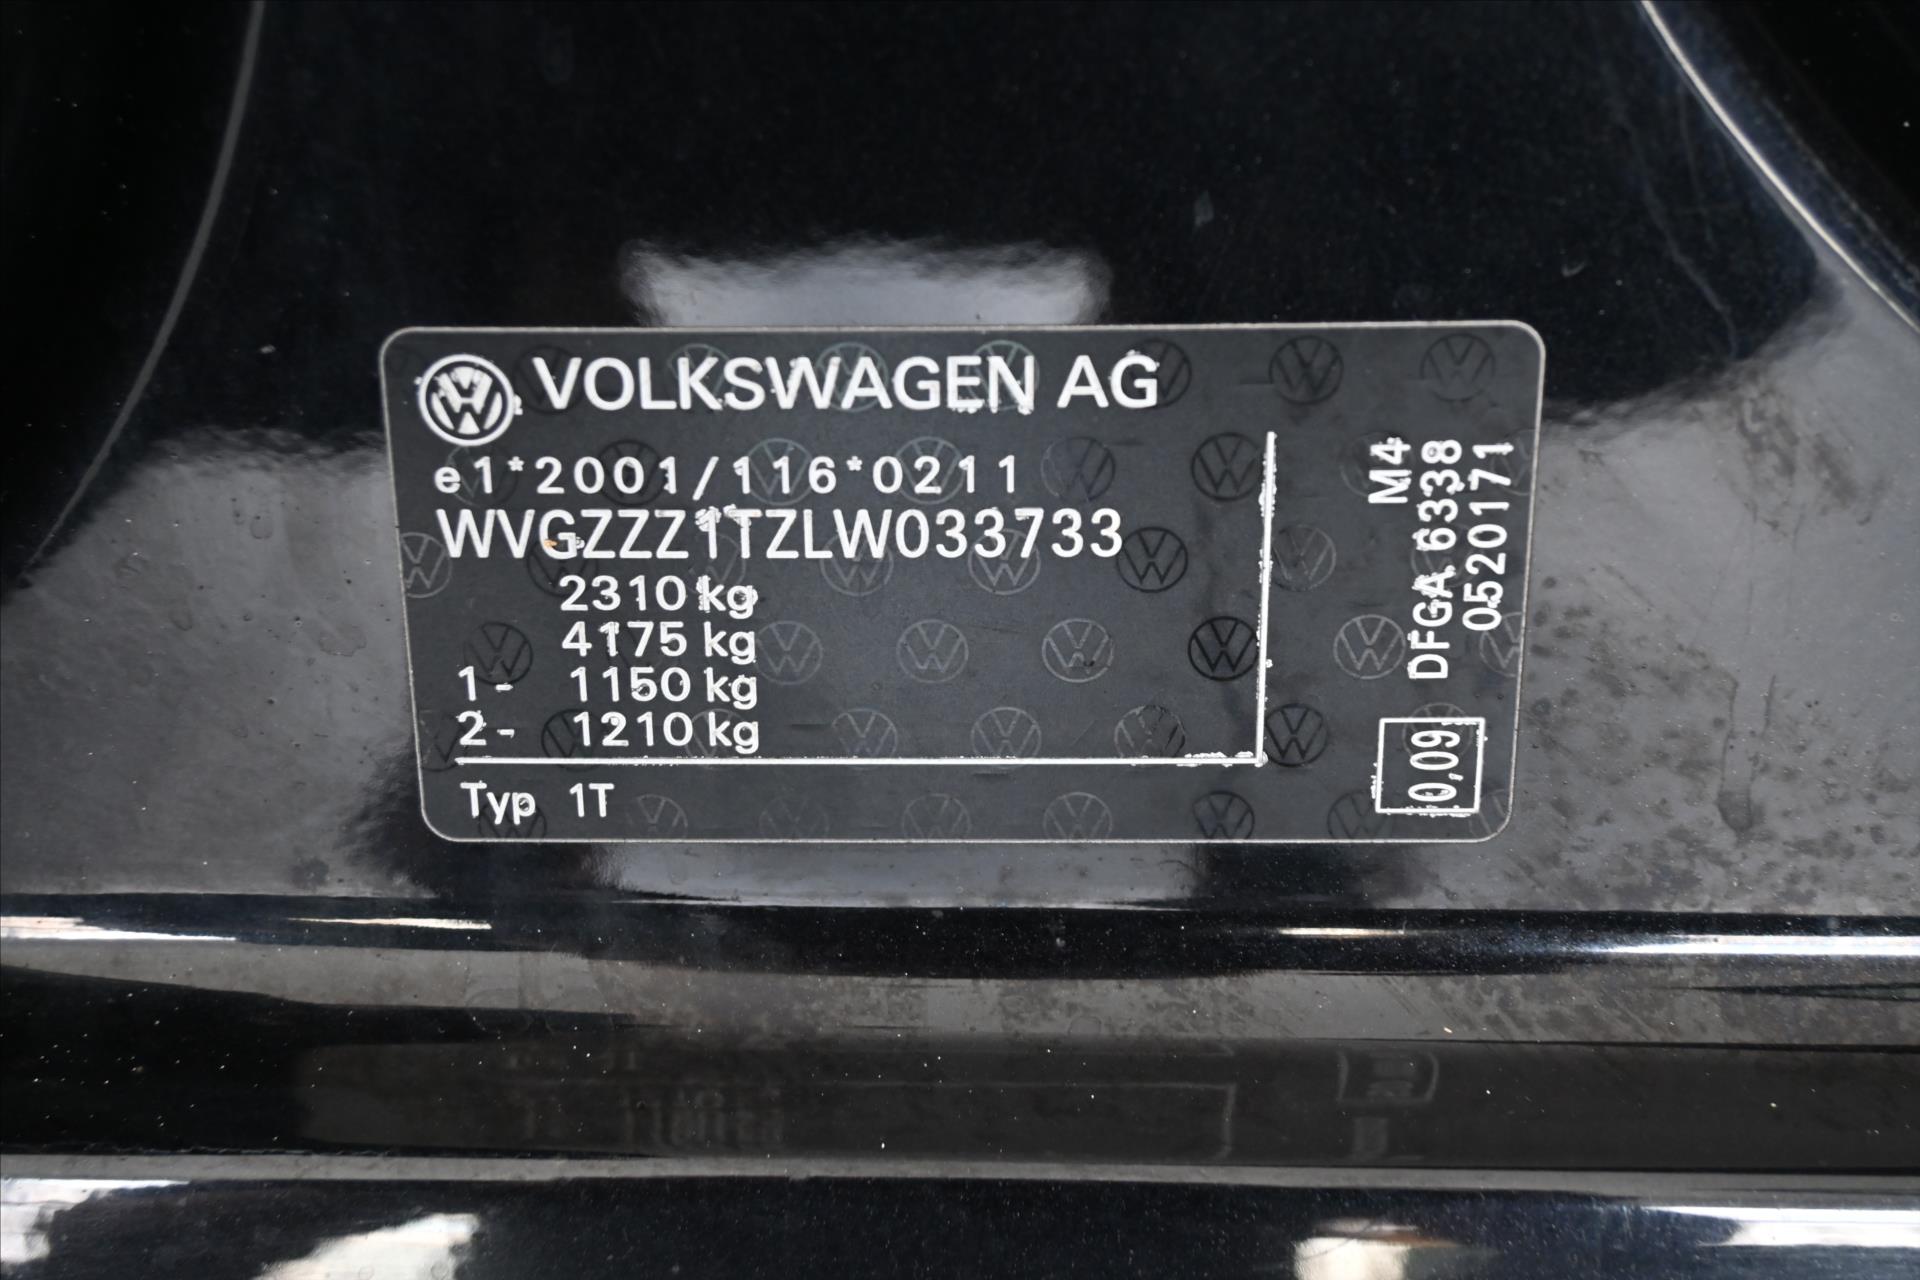 VOLKSWAGEN AG
e1*2001/116*0211
WVGZZZ1TZLW033733
2310 kg
4175 kg
1- 1150 kg
2- 1210 kg
Typ 1T
M4
DFGA 6338
0520171
0,09